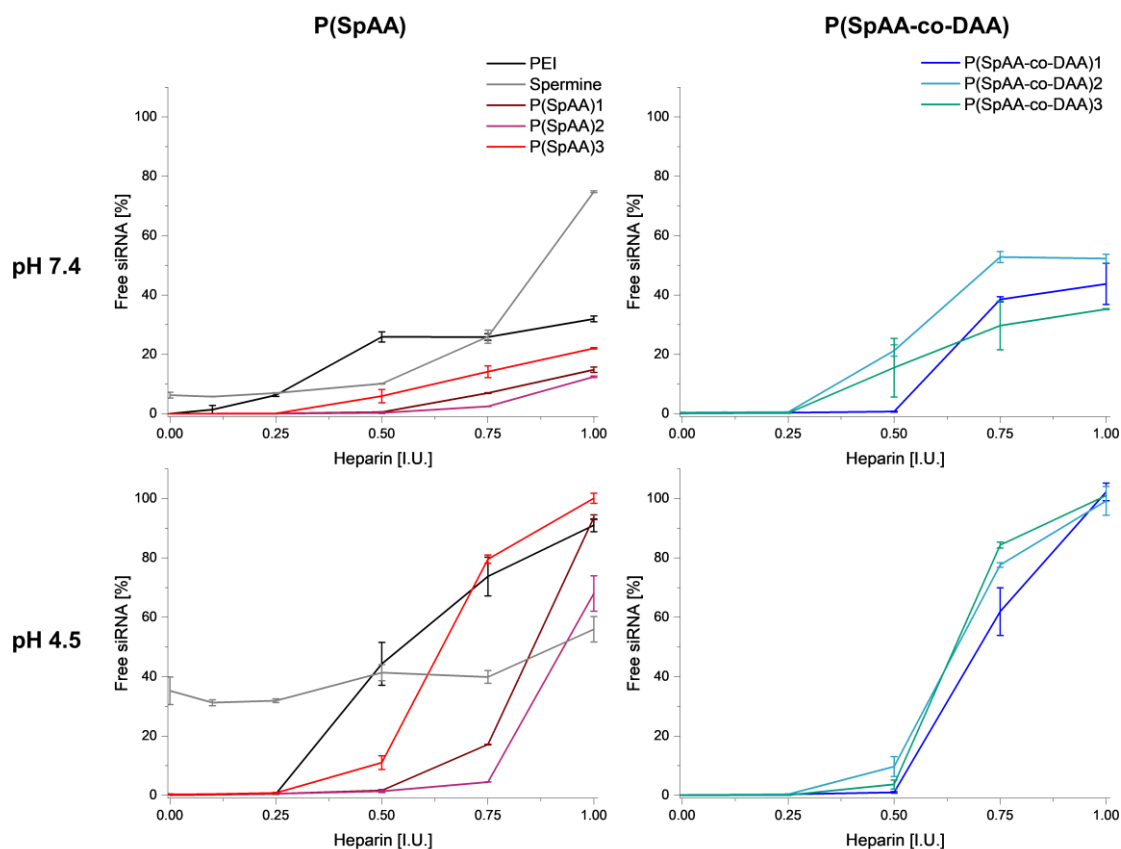 P(SpAA)
P(SpAA-co-DAA)
PEI
Spermine
P(SpAA)1
P(SpAA)2
P(SpAA)3
P(SpAA-co-DAA)1
P(SpAA-co-DAA)2
P(SpAA-co-DAA)3
pH 7.4
Free siRNA [%]
100
80
60
40
20
0
0.00 0.25 0.50 0.75 1.00
Heparin [I.U.]
Free siRNA [%]
100
80
60
40
20
0
0.00 0.25 0.50 0.75 1.00
Heparin [I.U.]
pH 4.5
Free siRNA [%]
100
80
60
40
20
0
0.00 0.25 0.50 0.75 1.00
Heparin [I.U.]
Free siRNA [%]
100
80
60
40
20
0
0.00 0.25 0.50 0.75 1.00
Heparin [I.U.]